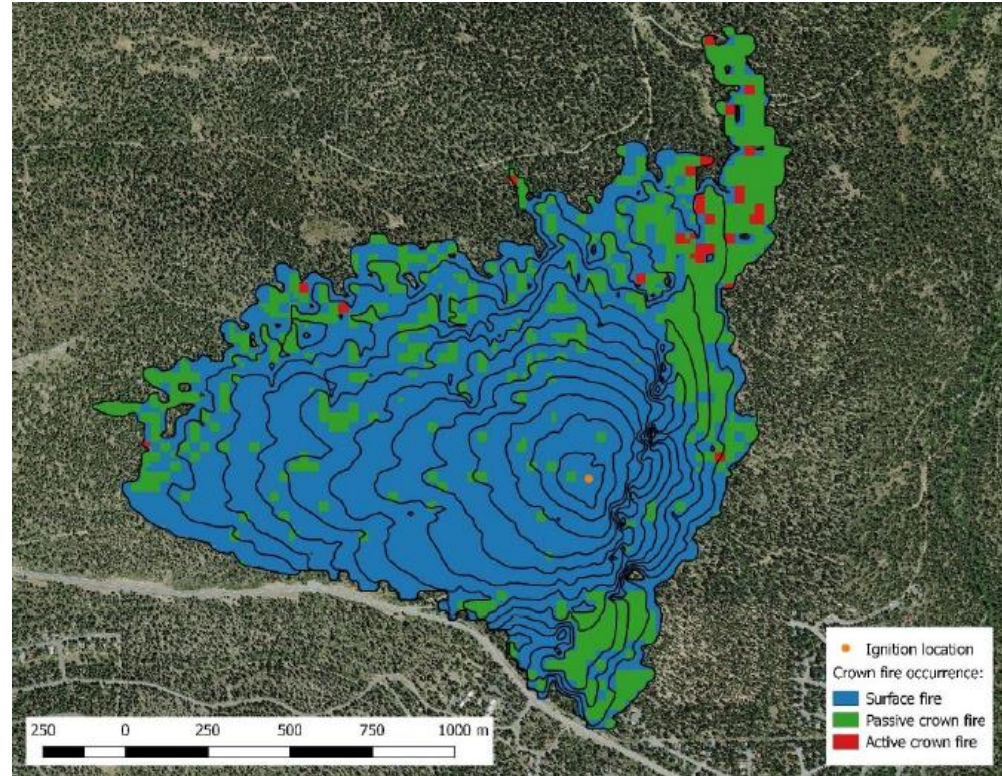 Ignition location
Crown fire occurrence:
Surface fire
Passive crown fire
Active crown fire
250 0 250 500 750 1000 m